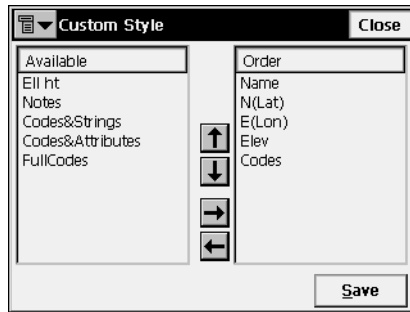 Custom Style
Close
Available
Ell ht
Notes
Codes&Strings
Codes&Attributes
FullCodes
Order
Name
N(Lat)
E(Lon)
Elev
Codes
Save